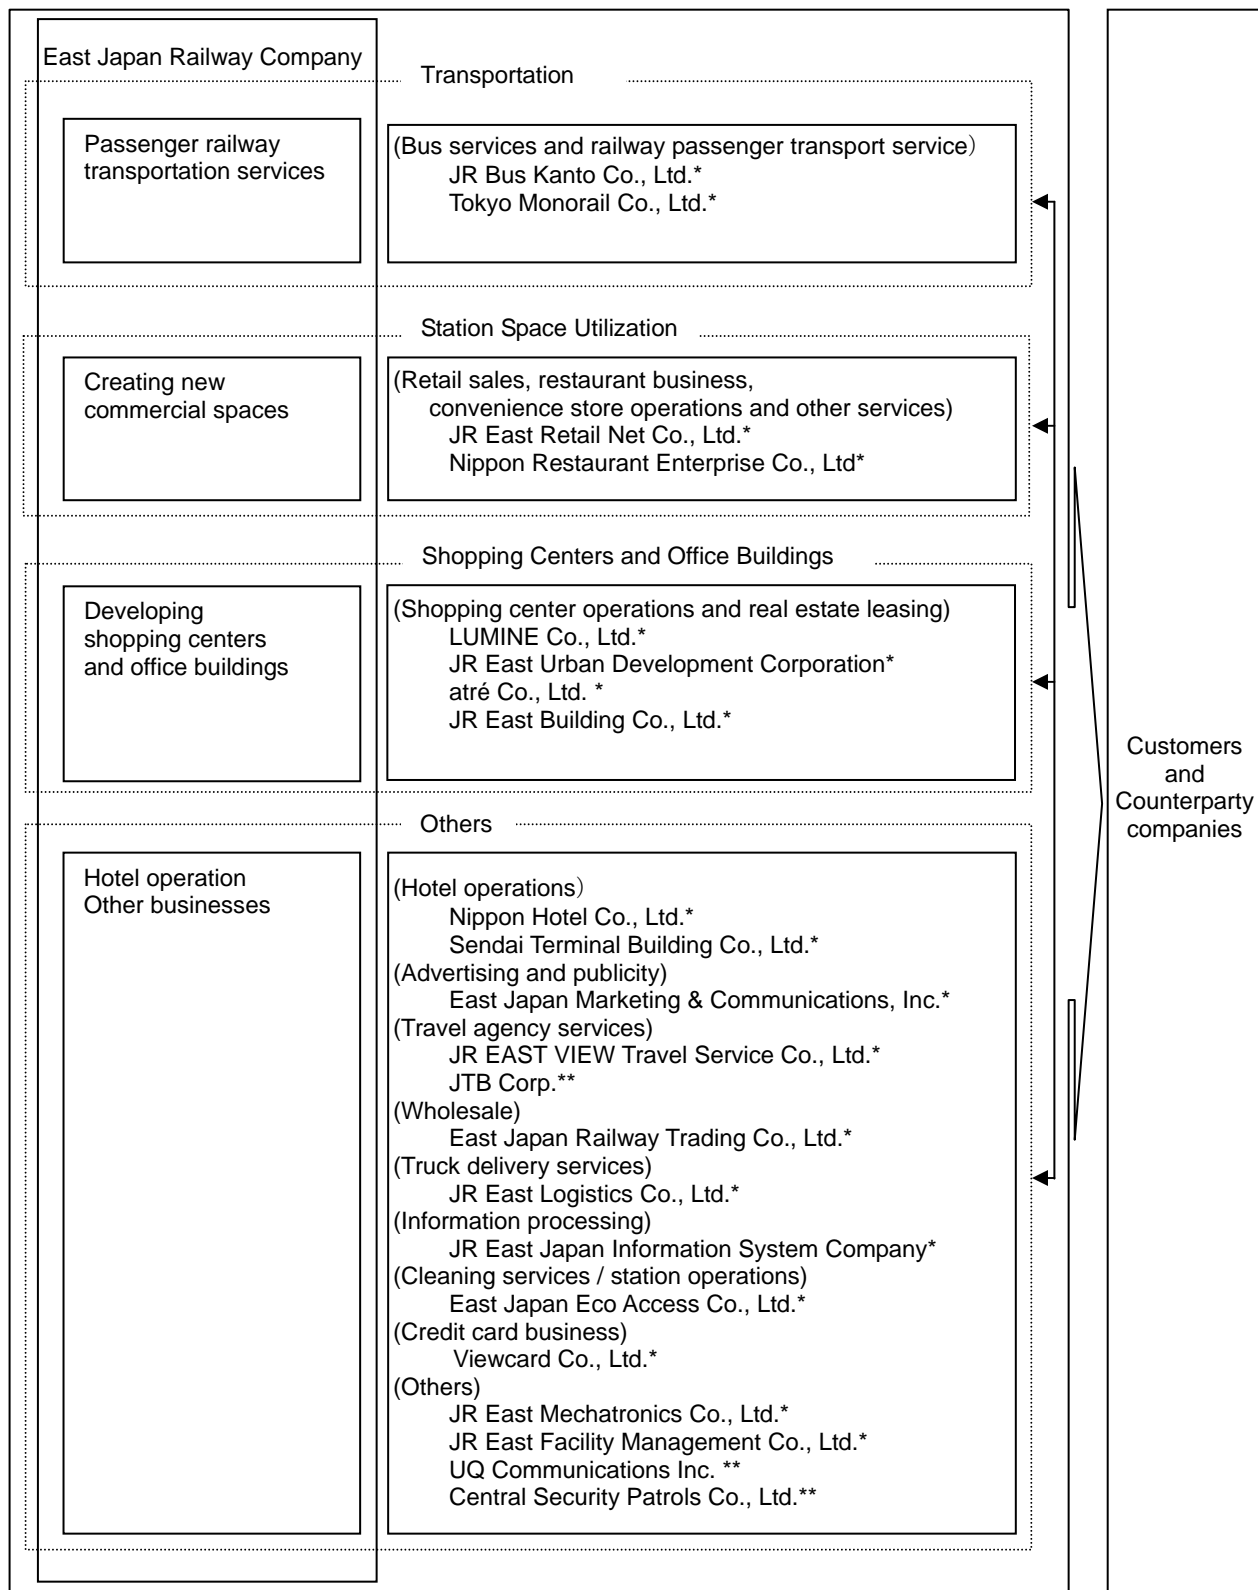 East Japan Railway Company
Transportation
Passenger railway
transportation services
(Bus services and railway passenger transport service）
JR Bus Kanto Co., Ltd.*
Tokyo Monorail Co., Ltd.*
Station Space Utilization
Creating new
commercial spaces
(Retail sales, restaurant business,
convenience store operations and other services)
JR East Retail Net Co., Ltd.*
Nippon Restaurant Enterprise Co., Ltd*
Shopping Centers and Office Buildings
Developing
shopping centers
and office buildings
(Shopping center operations and real estate leasing)
LUMINE Co., Ltd.*
JR East Urban Development Corporation*
atré Co., Ltd. *
JR East Building Co., Ltd.*
Others
Hotel operation
Other businesses
(Hotel operations）
Nippon Hotel Co., Ltd.*
Sendai Terminal Building Co., Ltd.*
(Advertising and publicity)
East Japan Marketing & Communications, Inc.*
(Travel agency services)
JR EAST VIEW Travel Service Co., Ltd.*
JTB Corp.**
(Wholesale)
East Japan Railway Trading Co., Ltd.*
(Truck delivery services)
JR East Logistics Co., Ltd.*
(Information processing)
JR East Japan Information System Company*
(Cleaning services / station operations)
East Japan Eco Access Co., Ltd.*
(Credit card business)
Viewcard Co., Ltd.*
(Others)
JR East Mechatronics Co., Ltd.*
JR East Facility Management Co., Ltd.*
UQ Communications Inc. **
Central Security Patrols Co., Ltd.**
Customers
and
Counterparty
companies